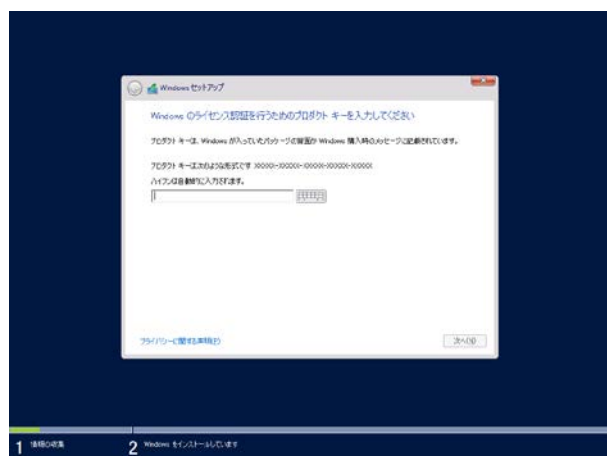 Windows セットアップ
Windows のライセンス認証を行うためのプロダクト キーを入力してください
プロダクト キーは、Windows が入っていたパッケージの背面か Windows 購入時のメッセージに記載されています。
プロダクト キーは次のような形式です XXXXX-XXXXX-XXXXX-XXXXX-XXXXX
ハイフンは自動的に入力されます。
プライバシーに関する声明(P)
次へ(N)
1 情報の収集
2 Windows をインストールしています